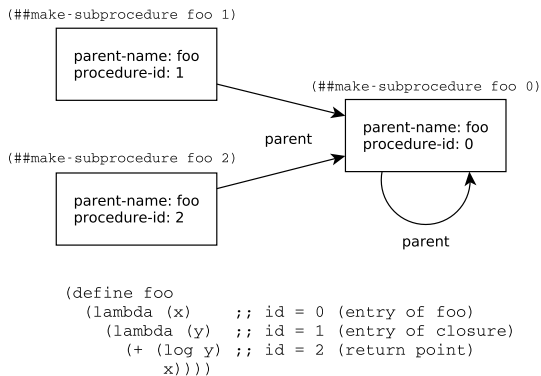 (##make-subprocedure foo 1)
parent-name: foo
procedure-id: 1
(##make-subprocedure foo 0)
parent-name: foo
procedure-id: 0
parent
(##make-subprocedure foo 2)
parent-name: foo
procedure-id: 2
parent
(define foo
(lambda (x) ;; id = 0 (entry of foo)
(lambda (y) ;; id = 1 (entry of closure)
(+ (log y) ;; id = 2 (return point)
x))))